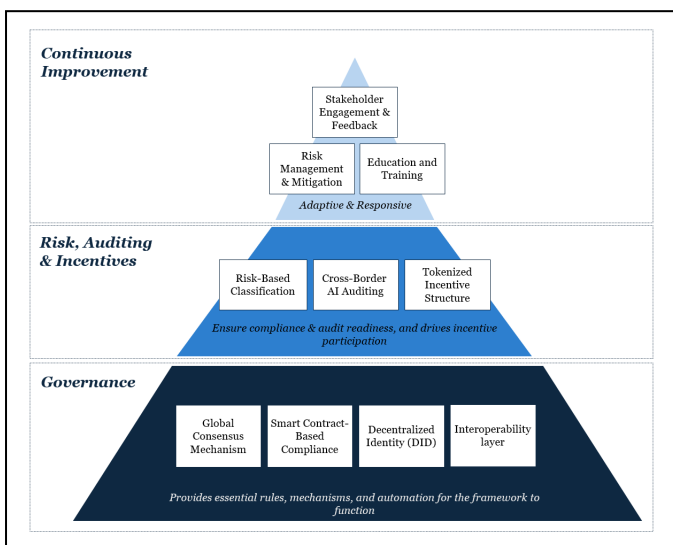 Continuous
Improvement
Stakeholder
Engagement &
Feedback
Risk
Management
& Mitigation
Education and
Training
Adaptive & Responsive
Risk, Auditing
& Incentives
Risk-Based
Classification
Cross-Border
AI Auditing
Tokenized
Incentive
Structure
Ensure compliance & audit readiness, and drives incentive
participation
Governance
Global
Consensus
Mechanism
Smart Contract-
Based
Compliance
Decentralized
Identity (DID)
Interoperability
layer
Provides essential rules, mechanisms, and automation for the framework to
function